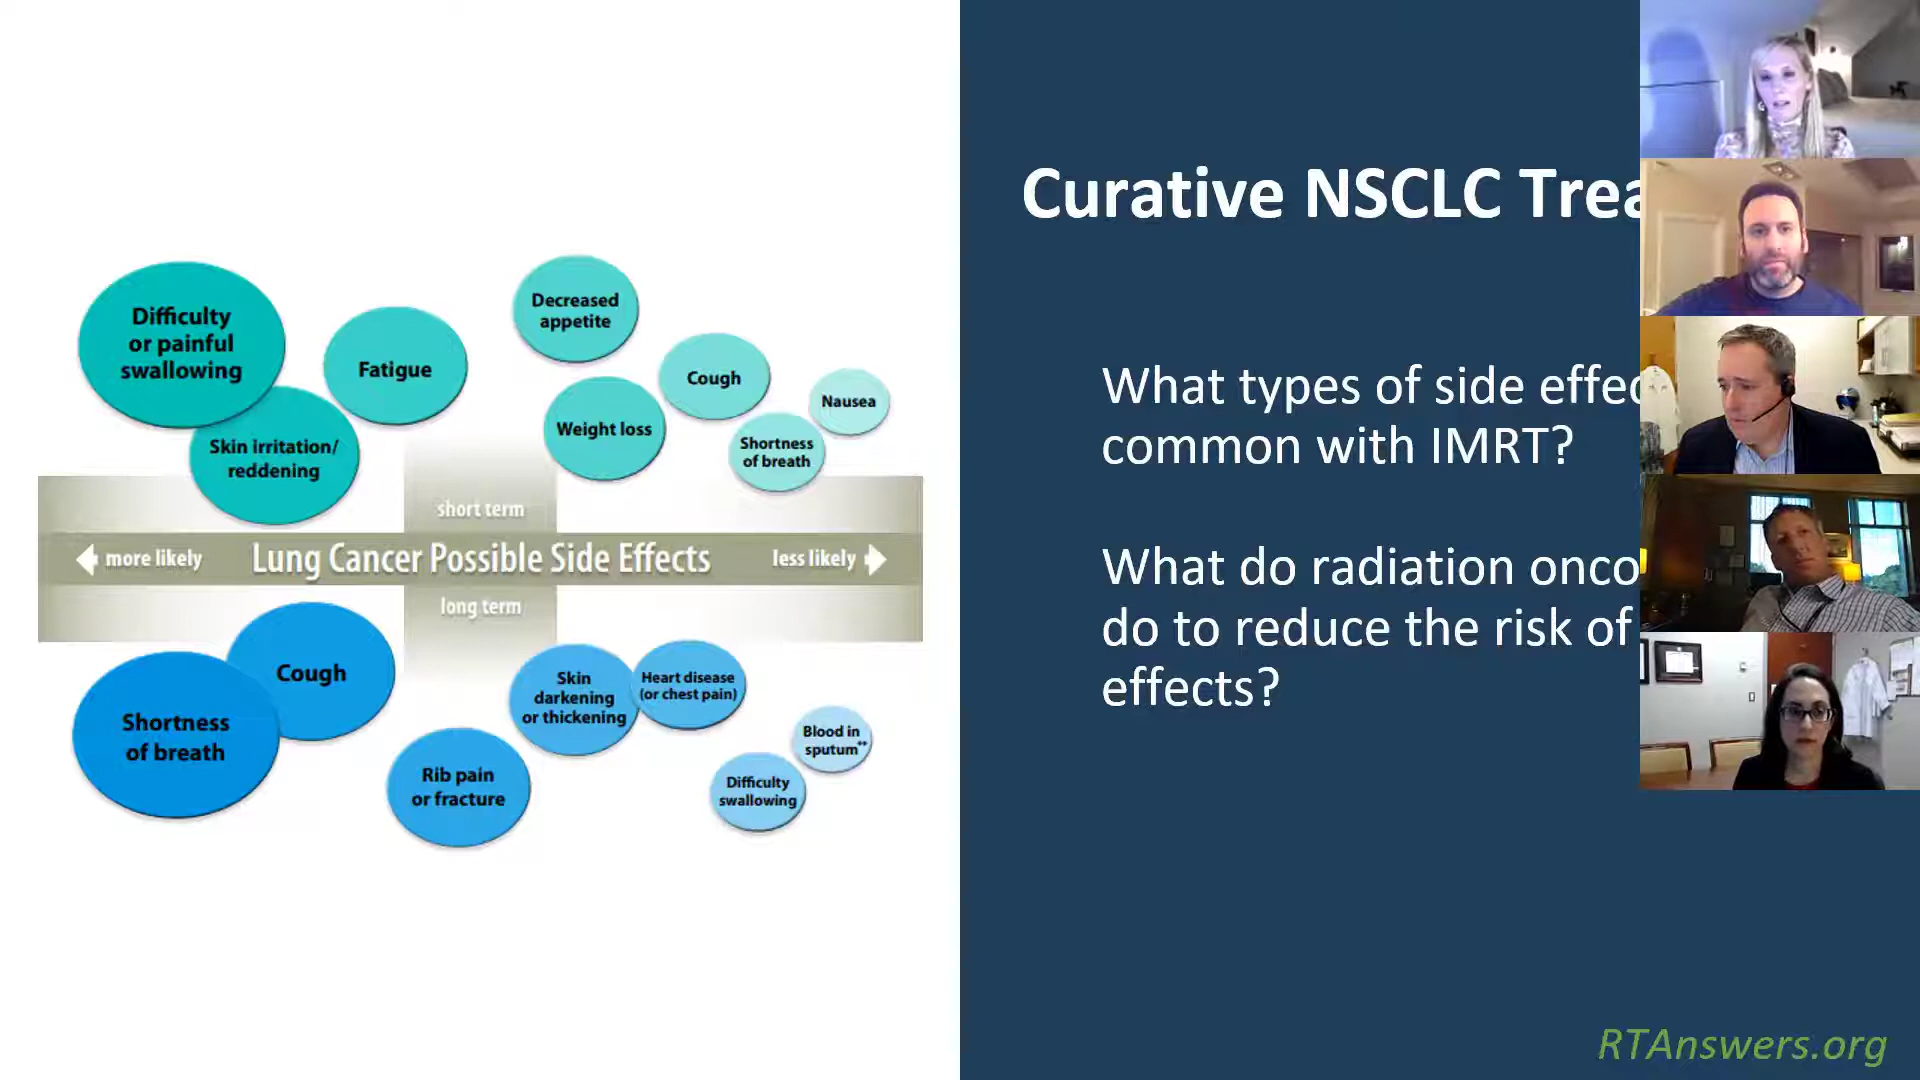 Difficulty
or painful
swallowing
Fatigue
Skin irritation/
reddening
Decreased
appetite
Weight loss
Cough
Shortness
of breath
Nausea
short term
more likely
Lung Cancer Possible Side Effects
less likely
long term
Shortness
of breath
Cough
Rib pain
or fracture
Skin
darkening
or thickening
Heart disease
(or chest pain)
Difficulty
swallowing
Blood in
sputum**
Curative NSCLC Trea
What types of side effec
common with IMRT?
What do radiation onco
do to reduce the risk of
effects?
RTAnswers.org